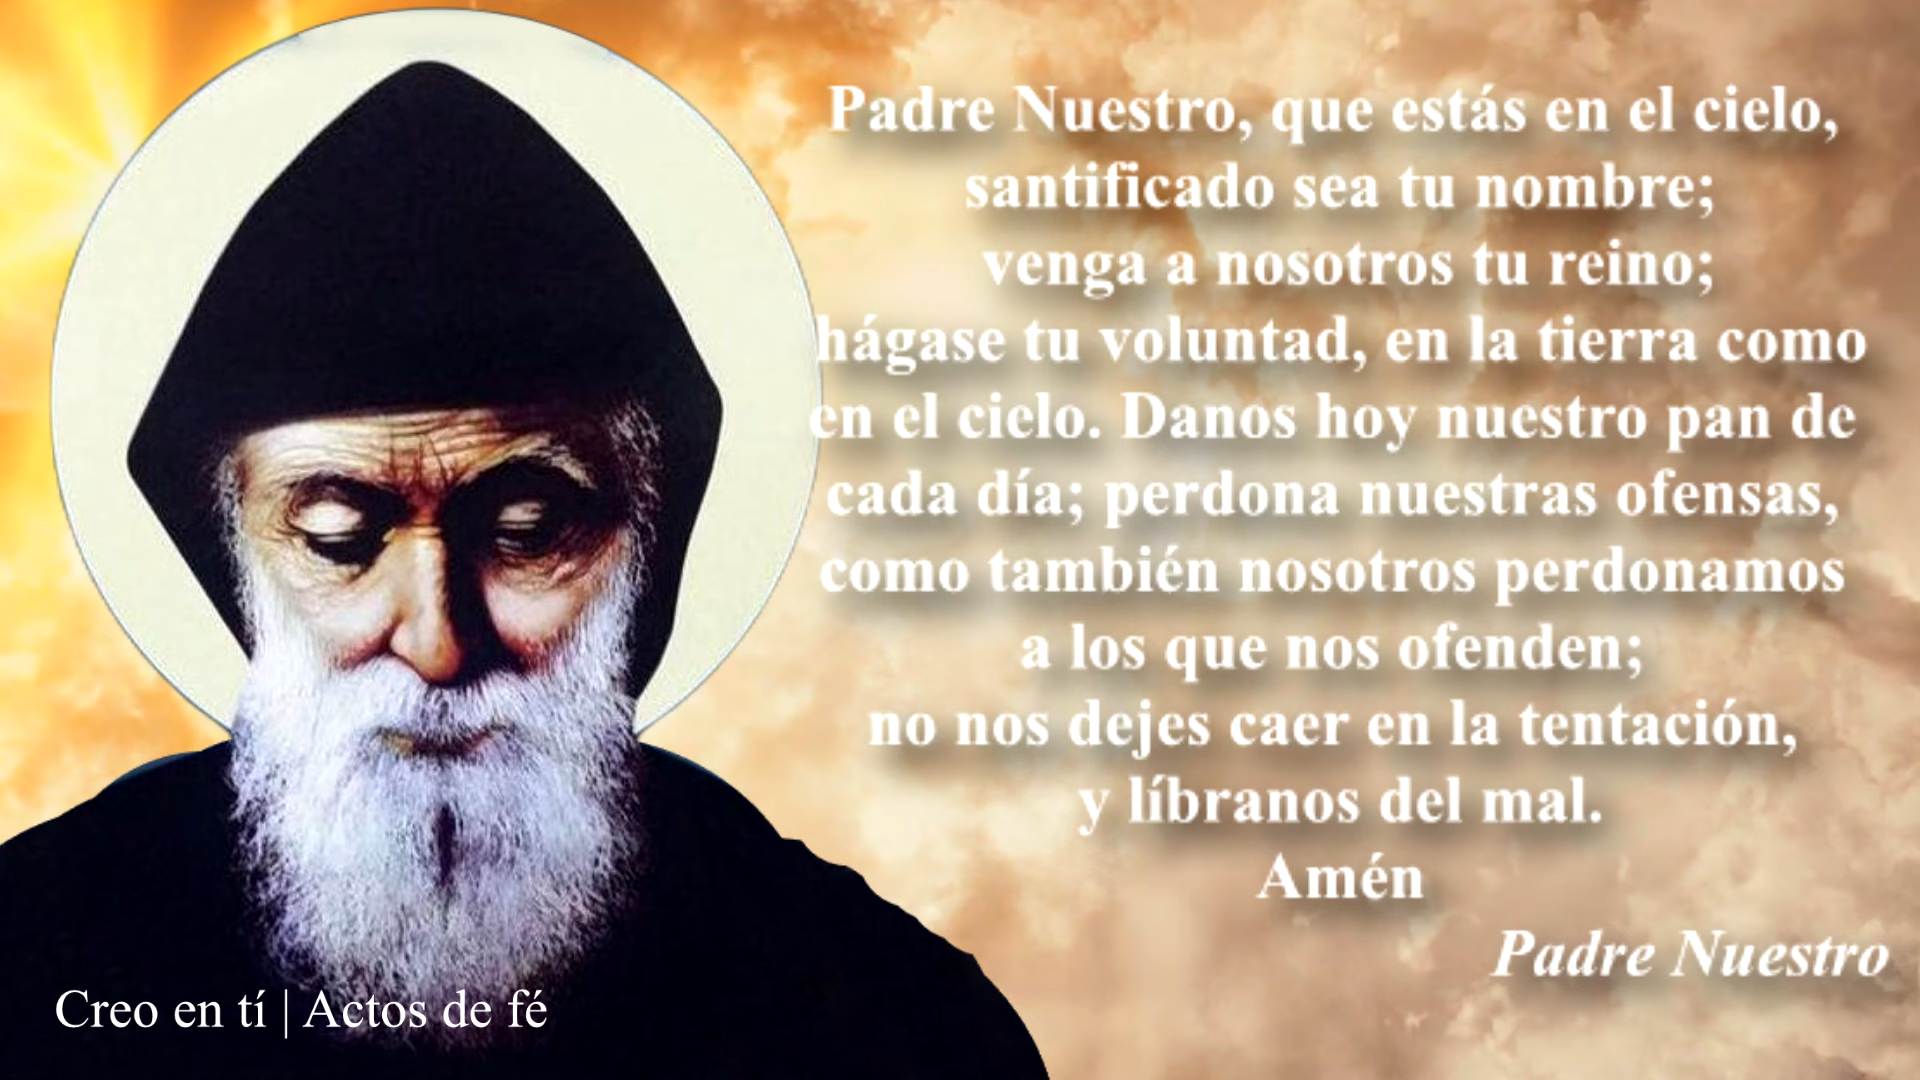 Padre Nuestro, que estás en el cielo,
santificado sea tu nombre;
venga a nosotros tu reino;
hágase tu voluntad, en la tierra como
en el cielo. Danos hoy nuestro pan de
cada día; perdona nuestras ofensas,
como también nosotros perdonamos
a los que nos ofenden;
no nos dejes caer en la tentación,
y líbranos del mal.
Amén
Padre Nuestro
Creo en tí | Actos de fé